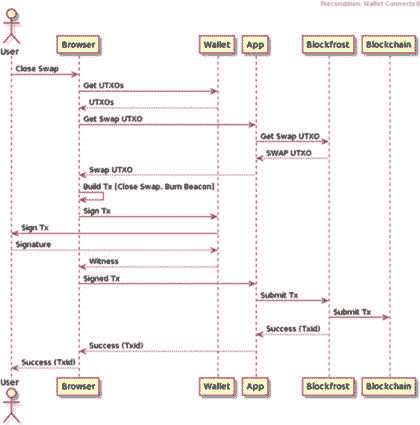 Precondition: Wallet Connected
User
Browser
Wallet
App
Blockfrost
Blockchain
Close Swap
Get UTXOs
UTXOs
Get Swap UTXO
Get Swap UTXO
SWAP UTXO
Swap UTXO
Build Tx [Close Swap, Burn Beacon]
Sign Tx
Sign Tx
Signature
Witness
Signed Tx
Submit Tx
Submit Tx
Success (TxId)
Success (TxId)
Success (TxId)
User
Browser
Wallet
App
Blockfrost
Blockchain